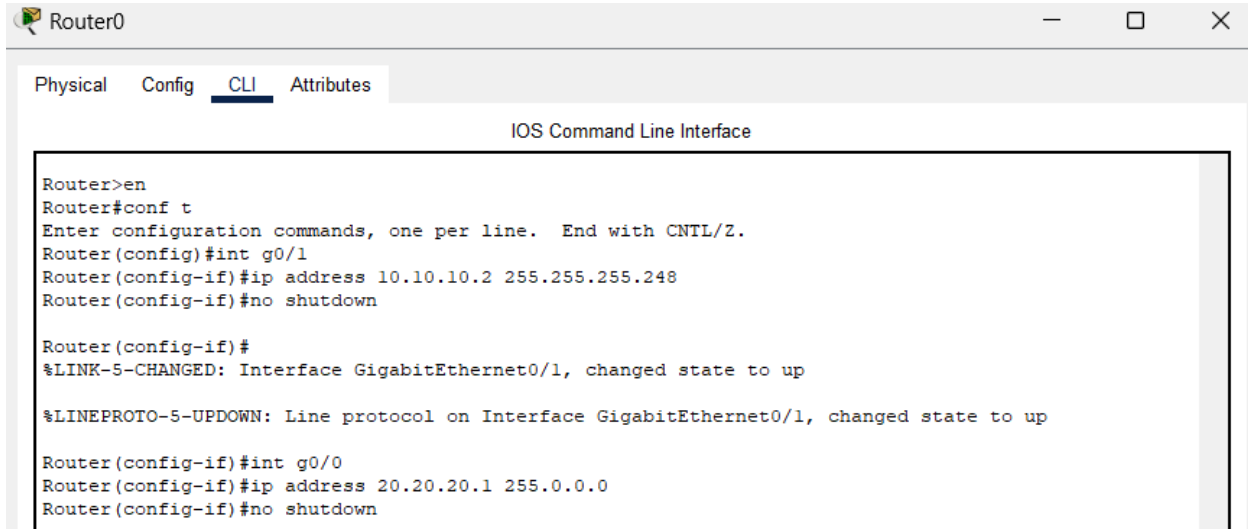 Router0
Physical Config CLI Attributes
IOS Command Line Interface
Router>en
Router#conf t
Enter configuration commands, one per line.  End with CNTL/Z.
Router(config)#int g0/1
Router(config-if)#ip address 10.10.10.2 255.255.255.248
Router(config-if)#no shutdown
Router(config-if)#
%LINK-5-CHANGED: Interface GigabitEthernet0/1, changed state to up
%LINEPROTO-5-UPDOWN: Line protocol on Interface GigabitEthernet0/1, changed state to up
Router(config-if)#int g0/0
Router(config-if)#ip address 20.20.20.1 255.0.0.0
Router(config-if)#no shutdown